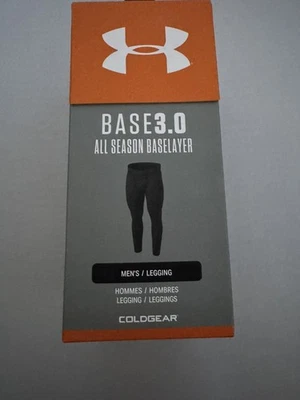 BASE3.0
ALL SEASON BASELAYER
MEN'S / LEGGING
HOMMES / HOMBRES
LEGGING / LEGGINGS
COLDGEAR